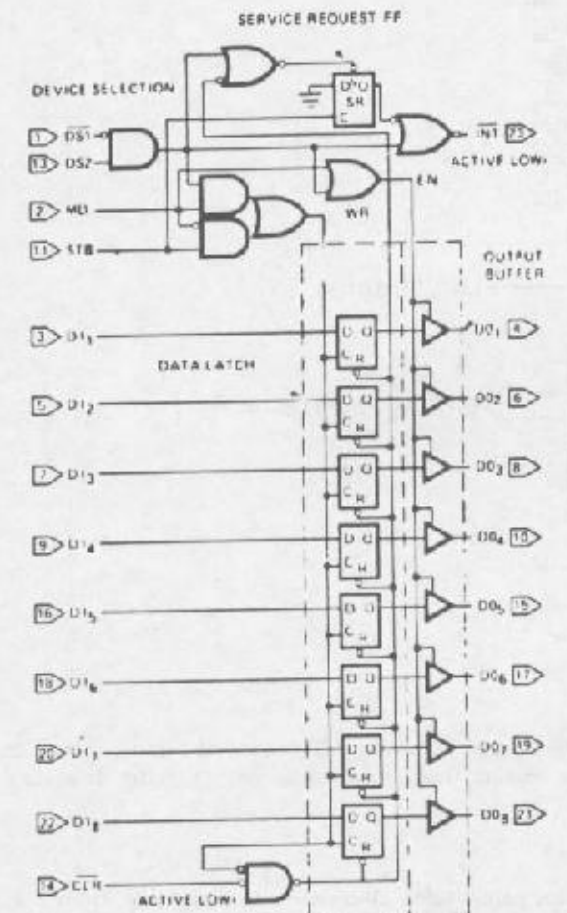 SERVICE REQUEST FF
DEVICE SELECTION
1 DS1
13 DS2
2 MD
11 STB
D Q
SR
C
INT 23
ACTIVE LOW
EN
WR
OUTPUT
BUFFER
DATA LATCH
3 DI1 D Q C R DO1 4
5 DI2 D Q C R DO2 6
7 DI3 D Q C R DO3 8
9 DI4 D Q C R DO4 10
16 DI5 D Q C R DO5 15
18 DI6 D Q C R DO6 17
20 DI7 D Q C R DO7 19
22 DI8 D Q C R DO8 21
14 CLR
ACTIVE LOW